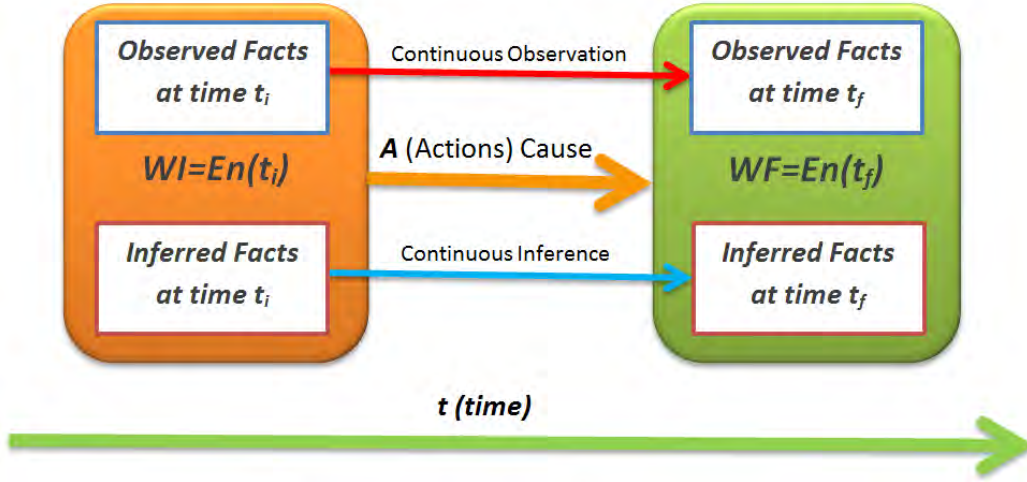 Observed Facts
at time tᵢ
WI=En(tᵢ)
Inferred Facts
at time tᵢ
Continuous Observation
A (Actions) Cause
Continuous Inference
Observed Facts
at time t_f
WF=En(t_f)
Inferred Facts
at time t_f
t (time)